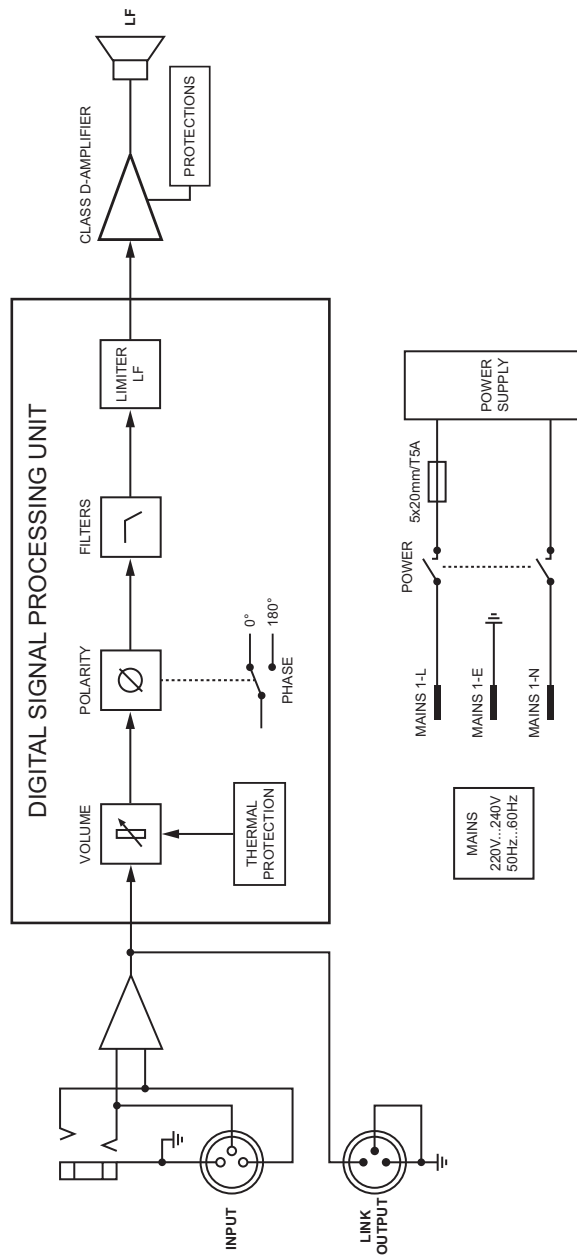 DIGITAL SIGNAL PROCESSING UNIT
INPUT
LINK
OUTPUT
VOLUME
THERMAL
PROTECTION
POLARITY
0°
180°
PHASE
FILTERS
LIMITER
LF
CLASS D-AMPLIFIER
PROTECTIONS
LF
MAINS
220V...240V
50Hz...60Hz
MAINS 1-L
MAINS 1-E
MAINS 1-N
POWER
5x20mm/T5A
POWER
SUPPLY